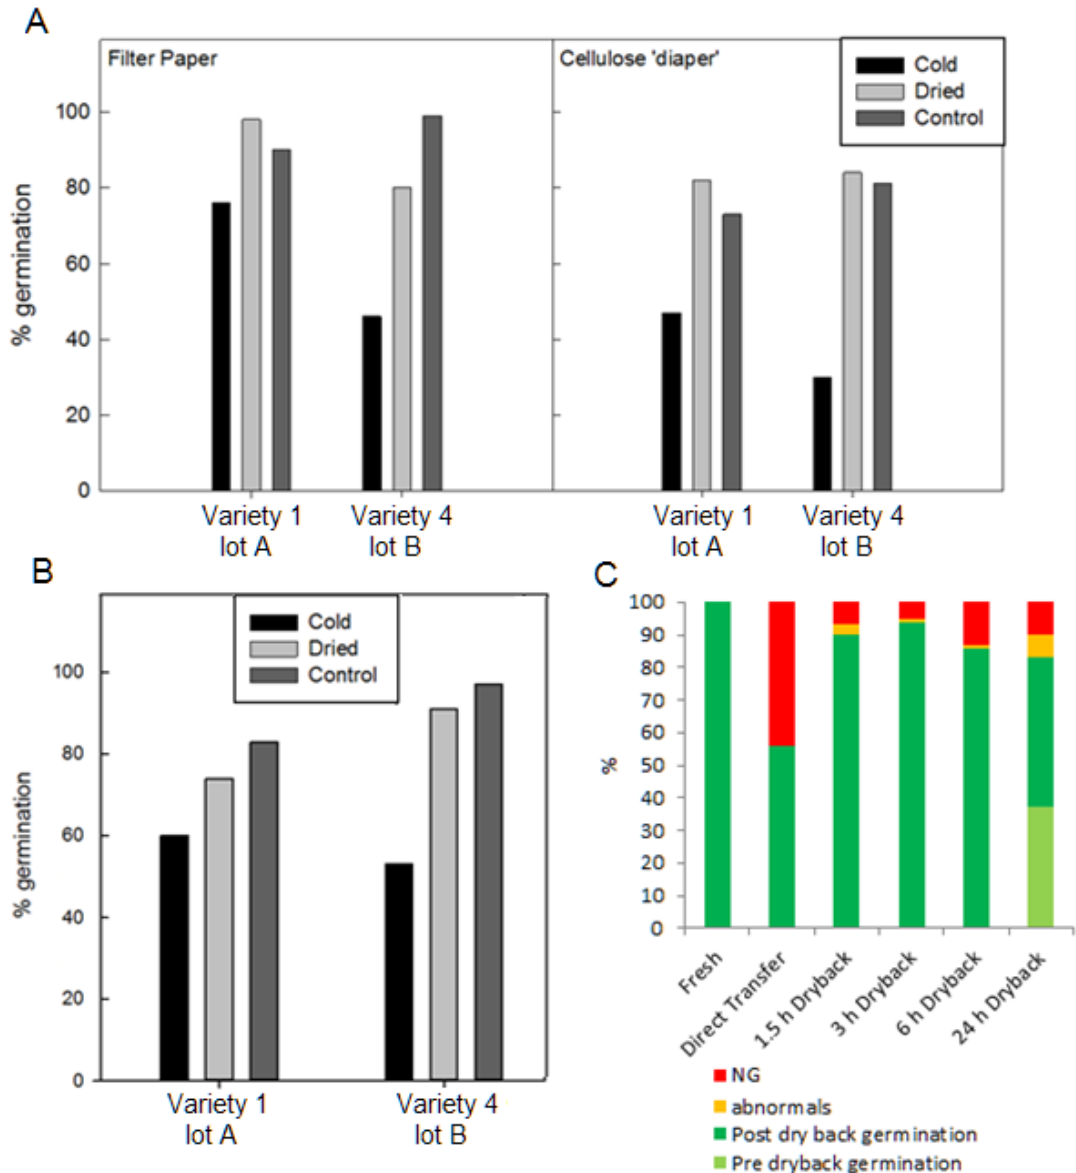 A
Filter Paper
Cellulose 'diaper'
Cold
Dried
Control
% germination
100
80
60
40
20
0
Variety 1
lot A
Variety 4
lot B
Variety 1
lot A
Variety 4
lot B
B
Cold
Dried
Control
% germination
100
80
60
40
20
0
Variety 1
lot A
Variety 4
lot B
C
%
100
90
80
70
60
50
40
30
20
10
0
Fresh
Direct Transfer
1.5 h Dryback
3 h Dryback
6 h Dryback
24 h Dryback
NG
abnormals
Post dry back germination
Pre dryback germination